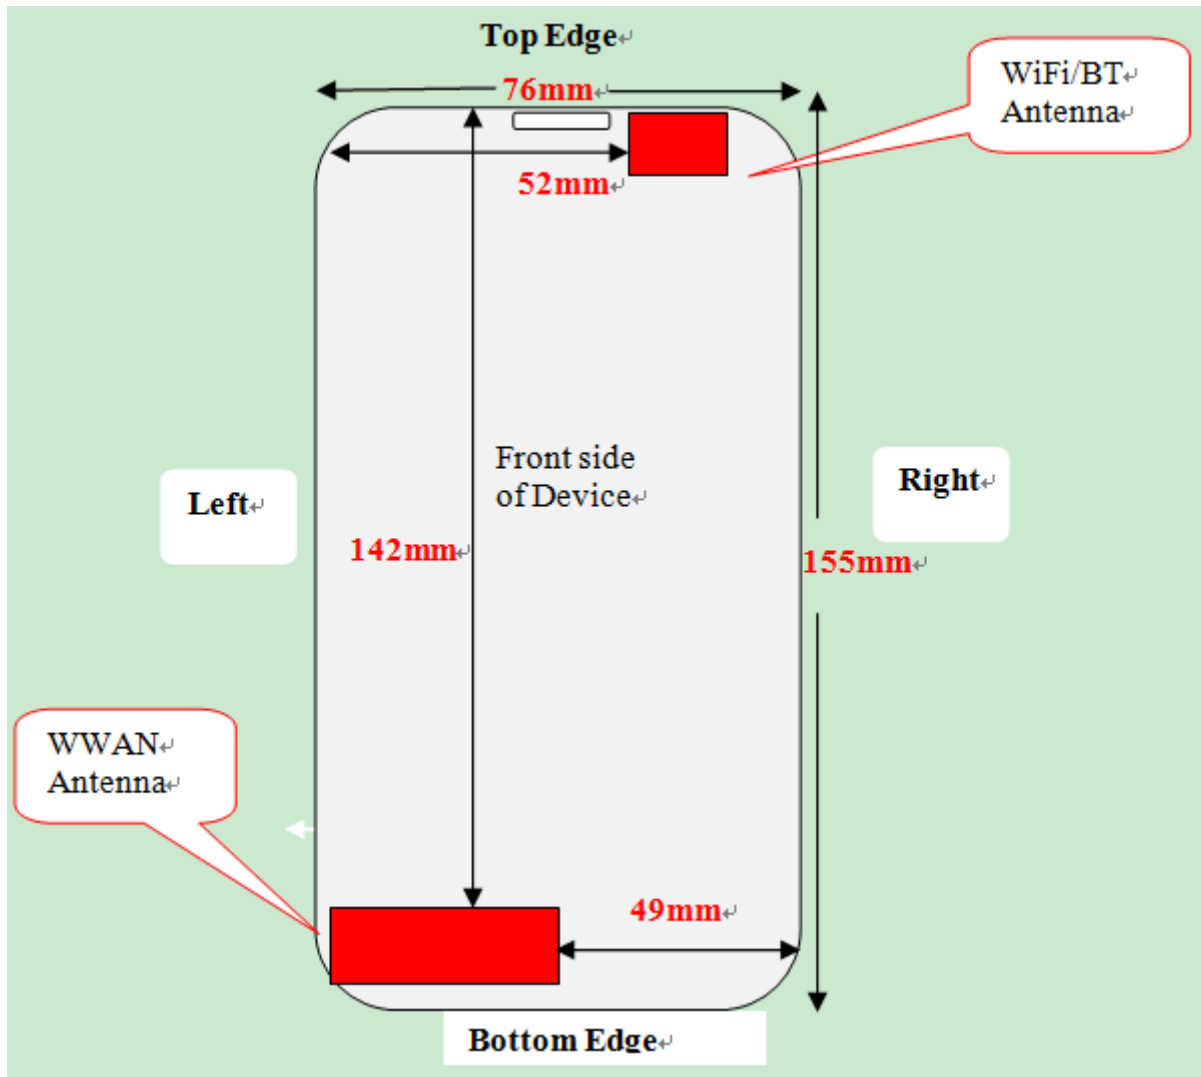 Top Edge↵
76mm↵
WiFi/BT↵
Antenna↵
52mm↵
Front side
of Device↵
Left↵
Right↵
142mm↵
155mm↵
WWAN↵
Antenna↵
49mm↵
Bottom Edge↵